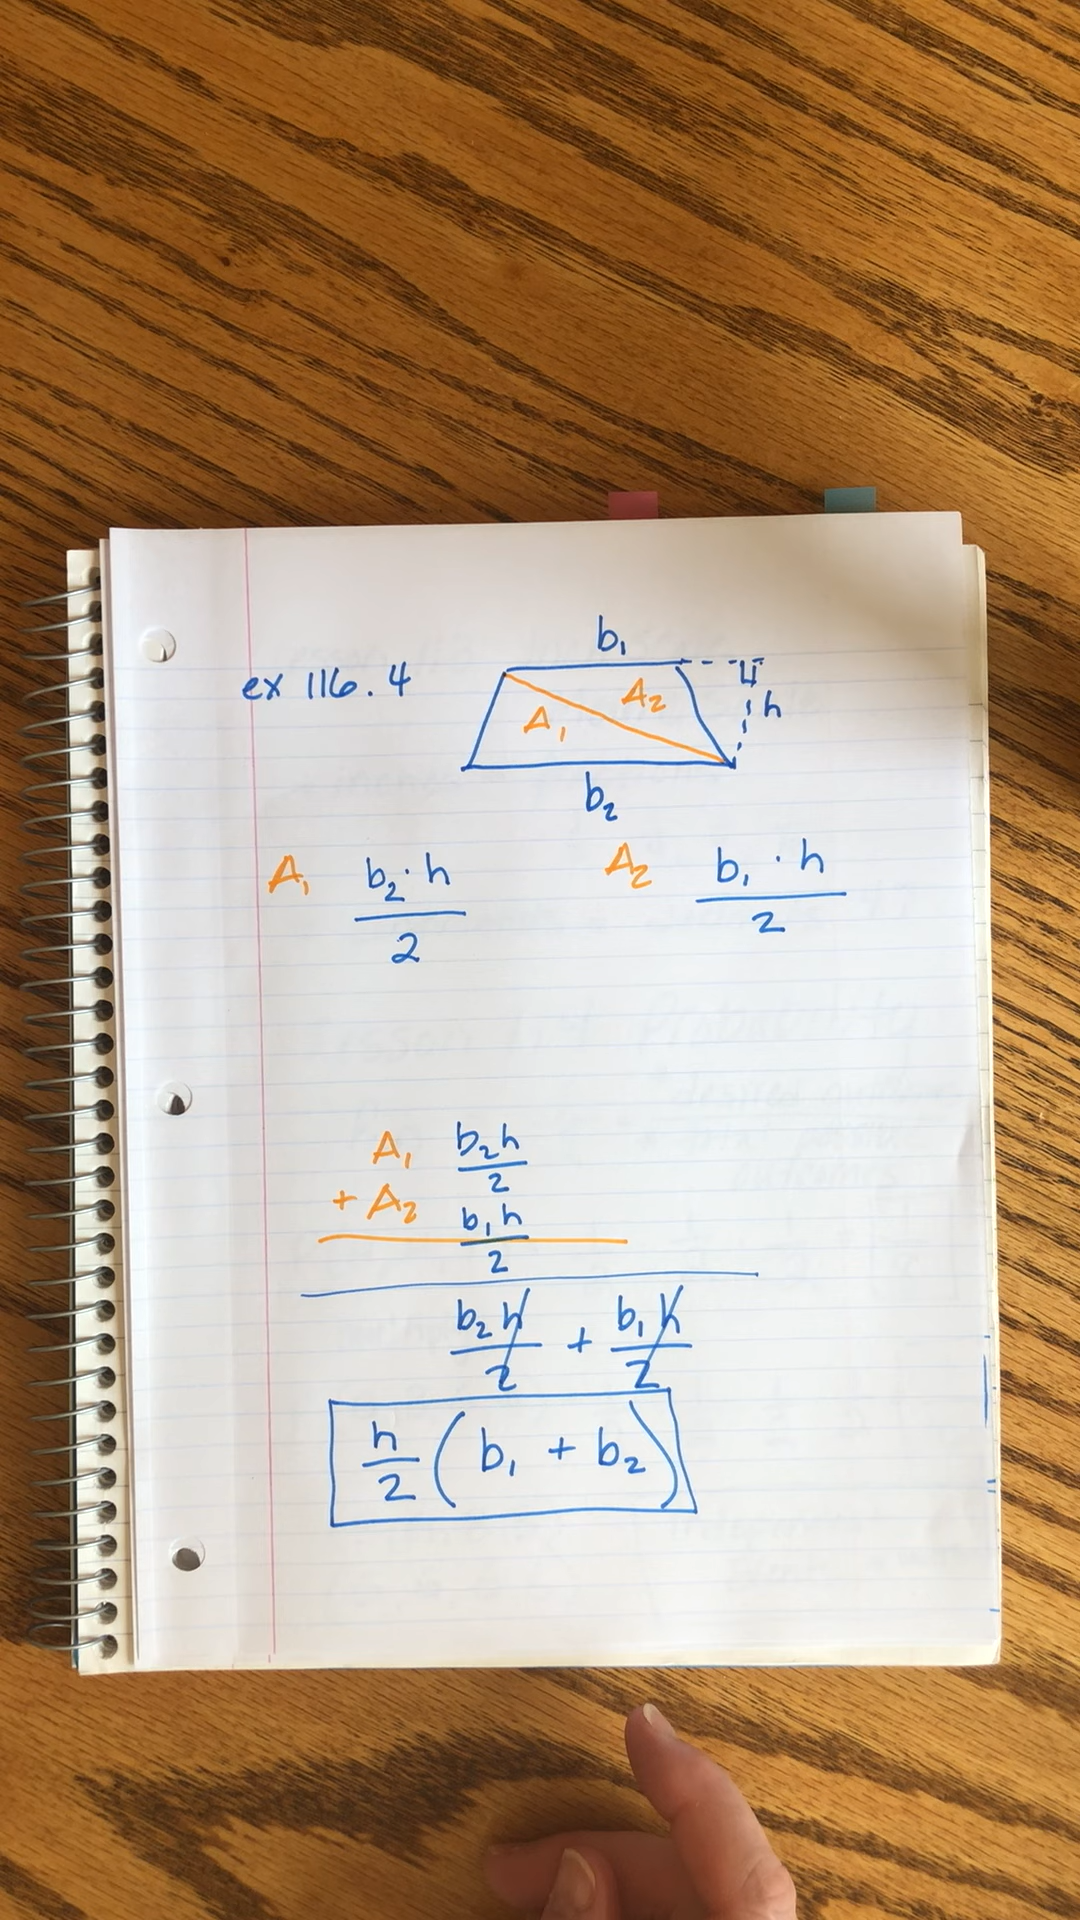 b₁
ex 116.4
A₂
h
A₁
b₂
A₁ b₂·h/2 A₂ b₁·h/2
A₁ b₂h/2
+ A₂ b₁h/2
b₂h/2 + b₁h/2
h/2 (b₁ + b₂)